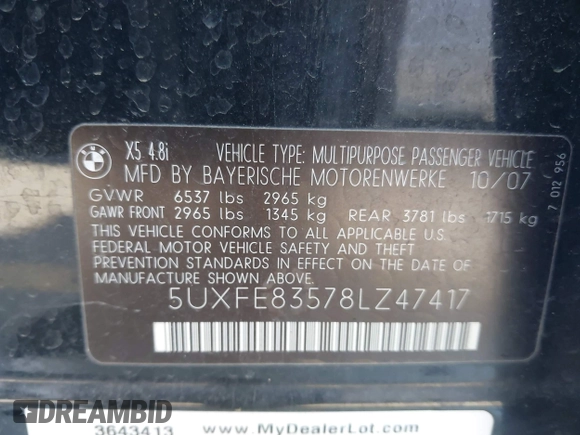 BMW
X5 4.8i VEHICLE TYPE: MULTIPURPOSE PASSENGER VEHICLE
MFD BY BAYERISCHE MOTORENWERKE 10/07
GVWR 6537 lbs 2965 kg
GAWR FRONT 2965 lbs 1345 kg REAR 3781 lbs 1715 kg
THIS VEHICLE CONFORMS TO ALL APPLICABLE U.S.
FEDERAL MOTOR VEHICLE SAFETY AND THEFT
PREVENTION STANDARDS IN EFFECT ON THE DATE OF
MANUFACTURE SHOWN ABOVE.
5UXFE83578LZ47417
7 012 956
DREAMBID
3643413 www.MyDealerLot.com